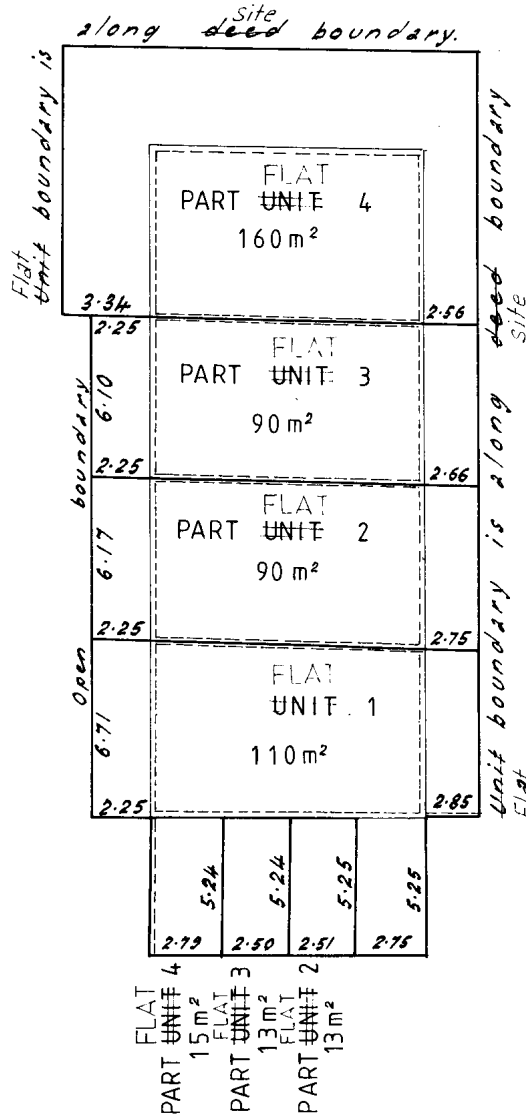 site
along deed boundary.
Flat
Unit boundary is
Unit boundary is along deed boundary
Flat
site
FLAT
PART UNIT 4
160 m²
3.34
2.56
2.25
FLAT
PART UNIT 3
90 m²
6.10
2.25
2.66
FLAT
PART UNIT 2
90 m²
6.17
2.25
2.75
Open boundary
FLAT
UNIT 1
110 m²
6.71
2.25
2.85
5.24
5.24
5.25
5.25
2.79
2.50
2.51
2.75
FLAT
PART UNIT 4
15 m²
FLAT
PART UNIT 3
13 m²
FLAT
PART UNIT 2
13 m²